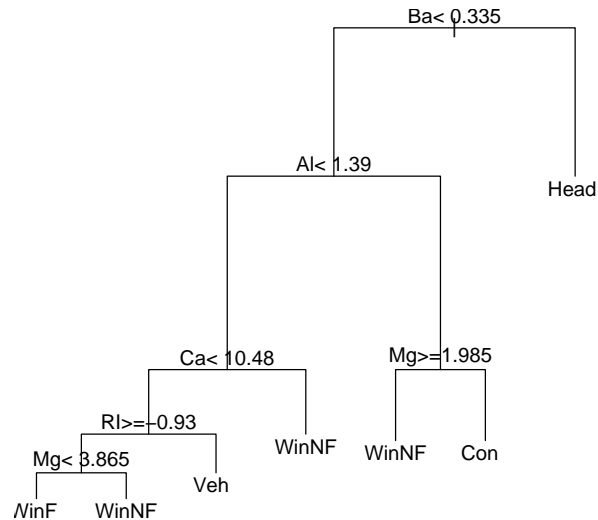 Ba< 0.335
Al< 1.39
Head
Ca< 10.48
Mg>=1.985
RI>=−0.93
WinNF
WinNF
Con
Mg< 3.865
Veh
WinF
WinNF